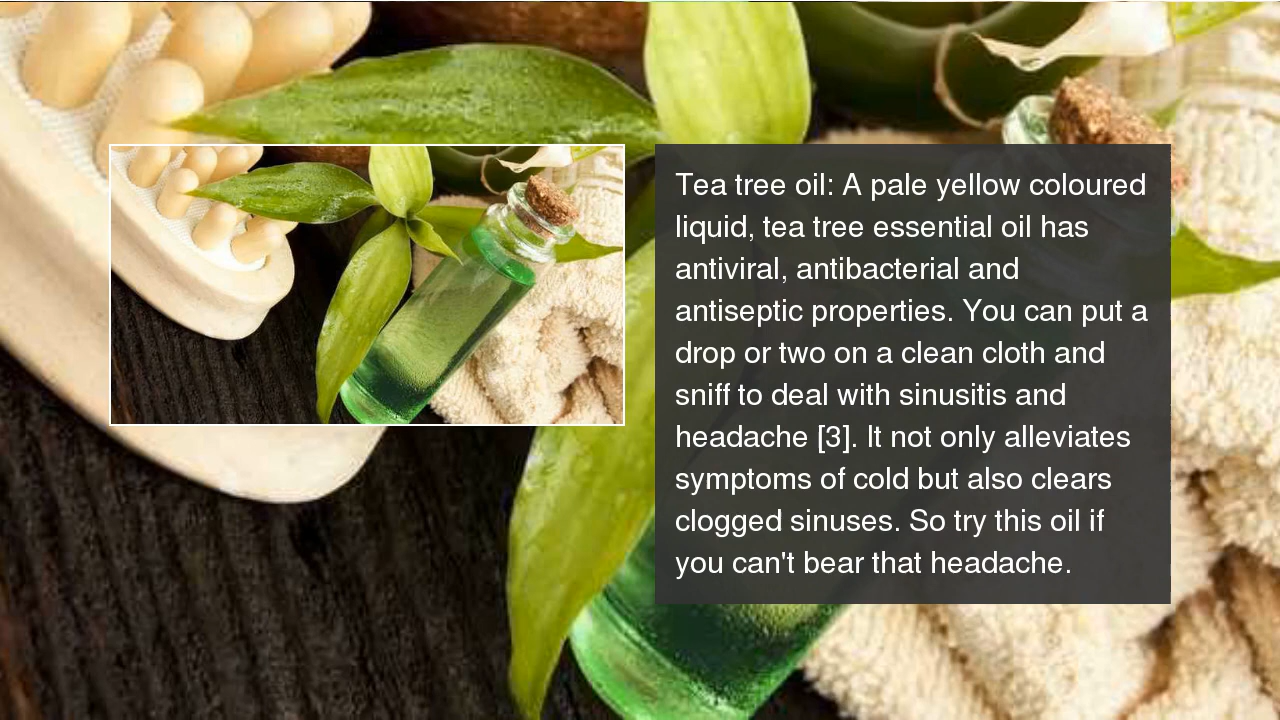 Tea tree oil: A pale yellow coloured
liquid, tea tree essential oil has
antiviral, antibacterial and
antiseptic properties. You can put a
drop or two on a clean cloth and
sniff to deal with sinusitis and
headache [3]. It not only alleviates
symptoms of cold but also clears
clogged sinuses. So try this oil if
you can't bear that headache.